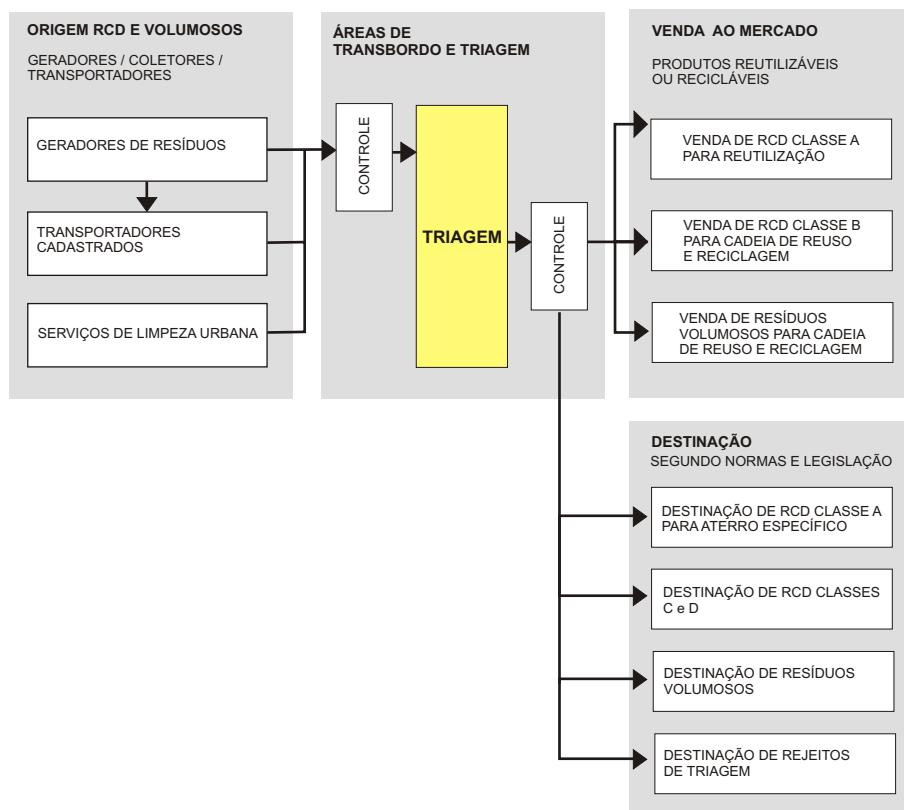 ORIGEM RCD E VOLUMOSOS
GERADORES / COLETORES /
TRANSPORTADORES
GERADORES DE RESÍDUOS
TRANSPORTADORES
CADASTRADOS
SERVIÇOS DE LIMPEZA URBANA
ÁREAS DE
TRANSBORDO E TRIAGEM
CONTROLE
TRIAGEM
CONTROLE
VENDA AO MERCADO
PRODUTOS REUTILIZÁVEIS
OU RECICLÁVEIS
VENDA DE RCD CLASSE A
PARA REUTILIZAÇÃO
VENDA DE RCD CLASSE B
PARA CADEIA DE REUSO
E RECICLAGEM
VENDA DE RESÍDUOS
VOLUMOSOS PARA CADEIA
DE REUSO E RECICLAGEM
DESTINAÇÃO
SEGUNDO NORMAS E LEGISLAÇÃO
DESTINAÇÃO DE RCD CLASSE A
PARA ATERRO ESPECÍFICO
DESTINAÇÃO DE RCD CLASSES
C e D
DESTINAÇÃO DE RESÍDUOS
VOLUMOSOS
DESTINAÇÃO DE REJEITOS
DE TRIAGEM